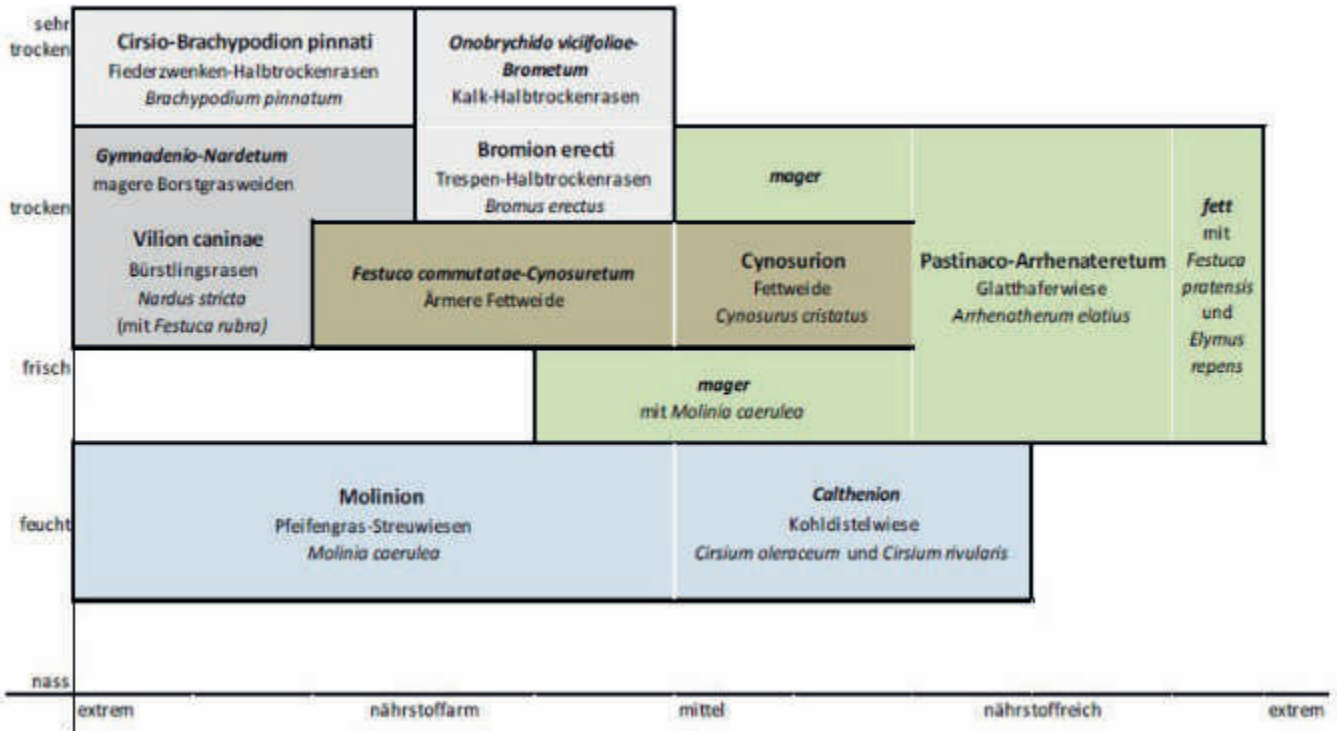 sehr
trocken
Cirsio-Brachypodion pinnati
Fiederzwenken-Halbtrockenrasen
Brachypodium pinnatum
Onobrychido viciifoliae-
Brometum
Kalk-Halbtrockenrasen
Gymnadenio-Nardetum
magere Borstgrasweiden
Bromion erecti
Trespen-Halbtrockenrasen
Bromus erectus
mager
trocken
fett
mit
Festuca
pratensis
und
Elymus
repens
Vilion caninae
Bürstlingsrasen
Nardus stricta
(mit Festuca rubra)
Festuco commutatae-Cynosuretum
Ärmere Fettweide
Cynosurion
Fettweide
Cynosurus cristatus
Pastinaco-Arrhenateretum
Glatthaferwiese
Arrhenatherum elatius
frisch
mager
mit Molinia caerulea
feucht
Molinion
Pfeifengras-Streuwiesen
Molinia caerulea
Calthenion
Kohldistelwiese
Cirsium oleraceum und Cirsium rivularis
nass
extrem
nährstoffarm
mittel
nährstoffreich
extrem